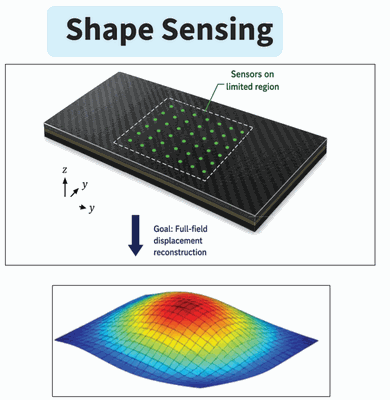 Shape Sensing
Sensors on
limited region
z
y
y
Goal: Full-field
displacement
reconstruction